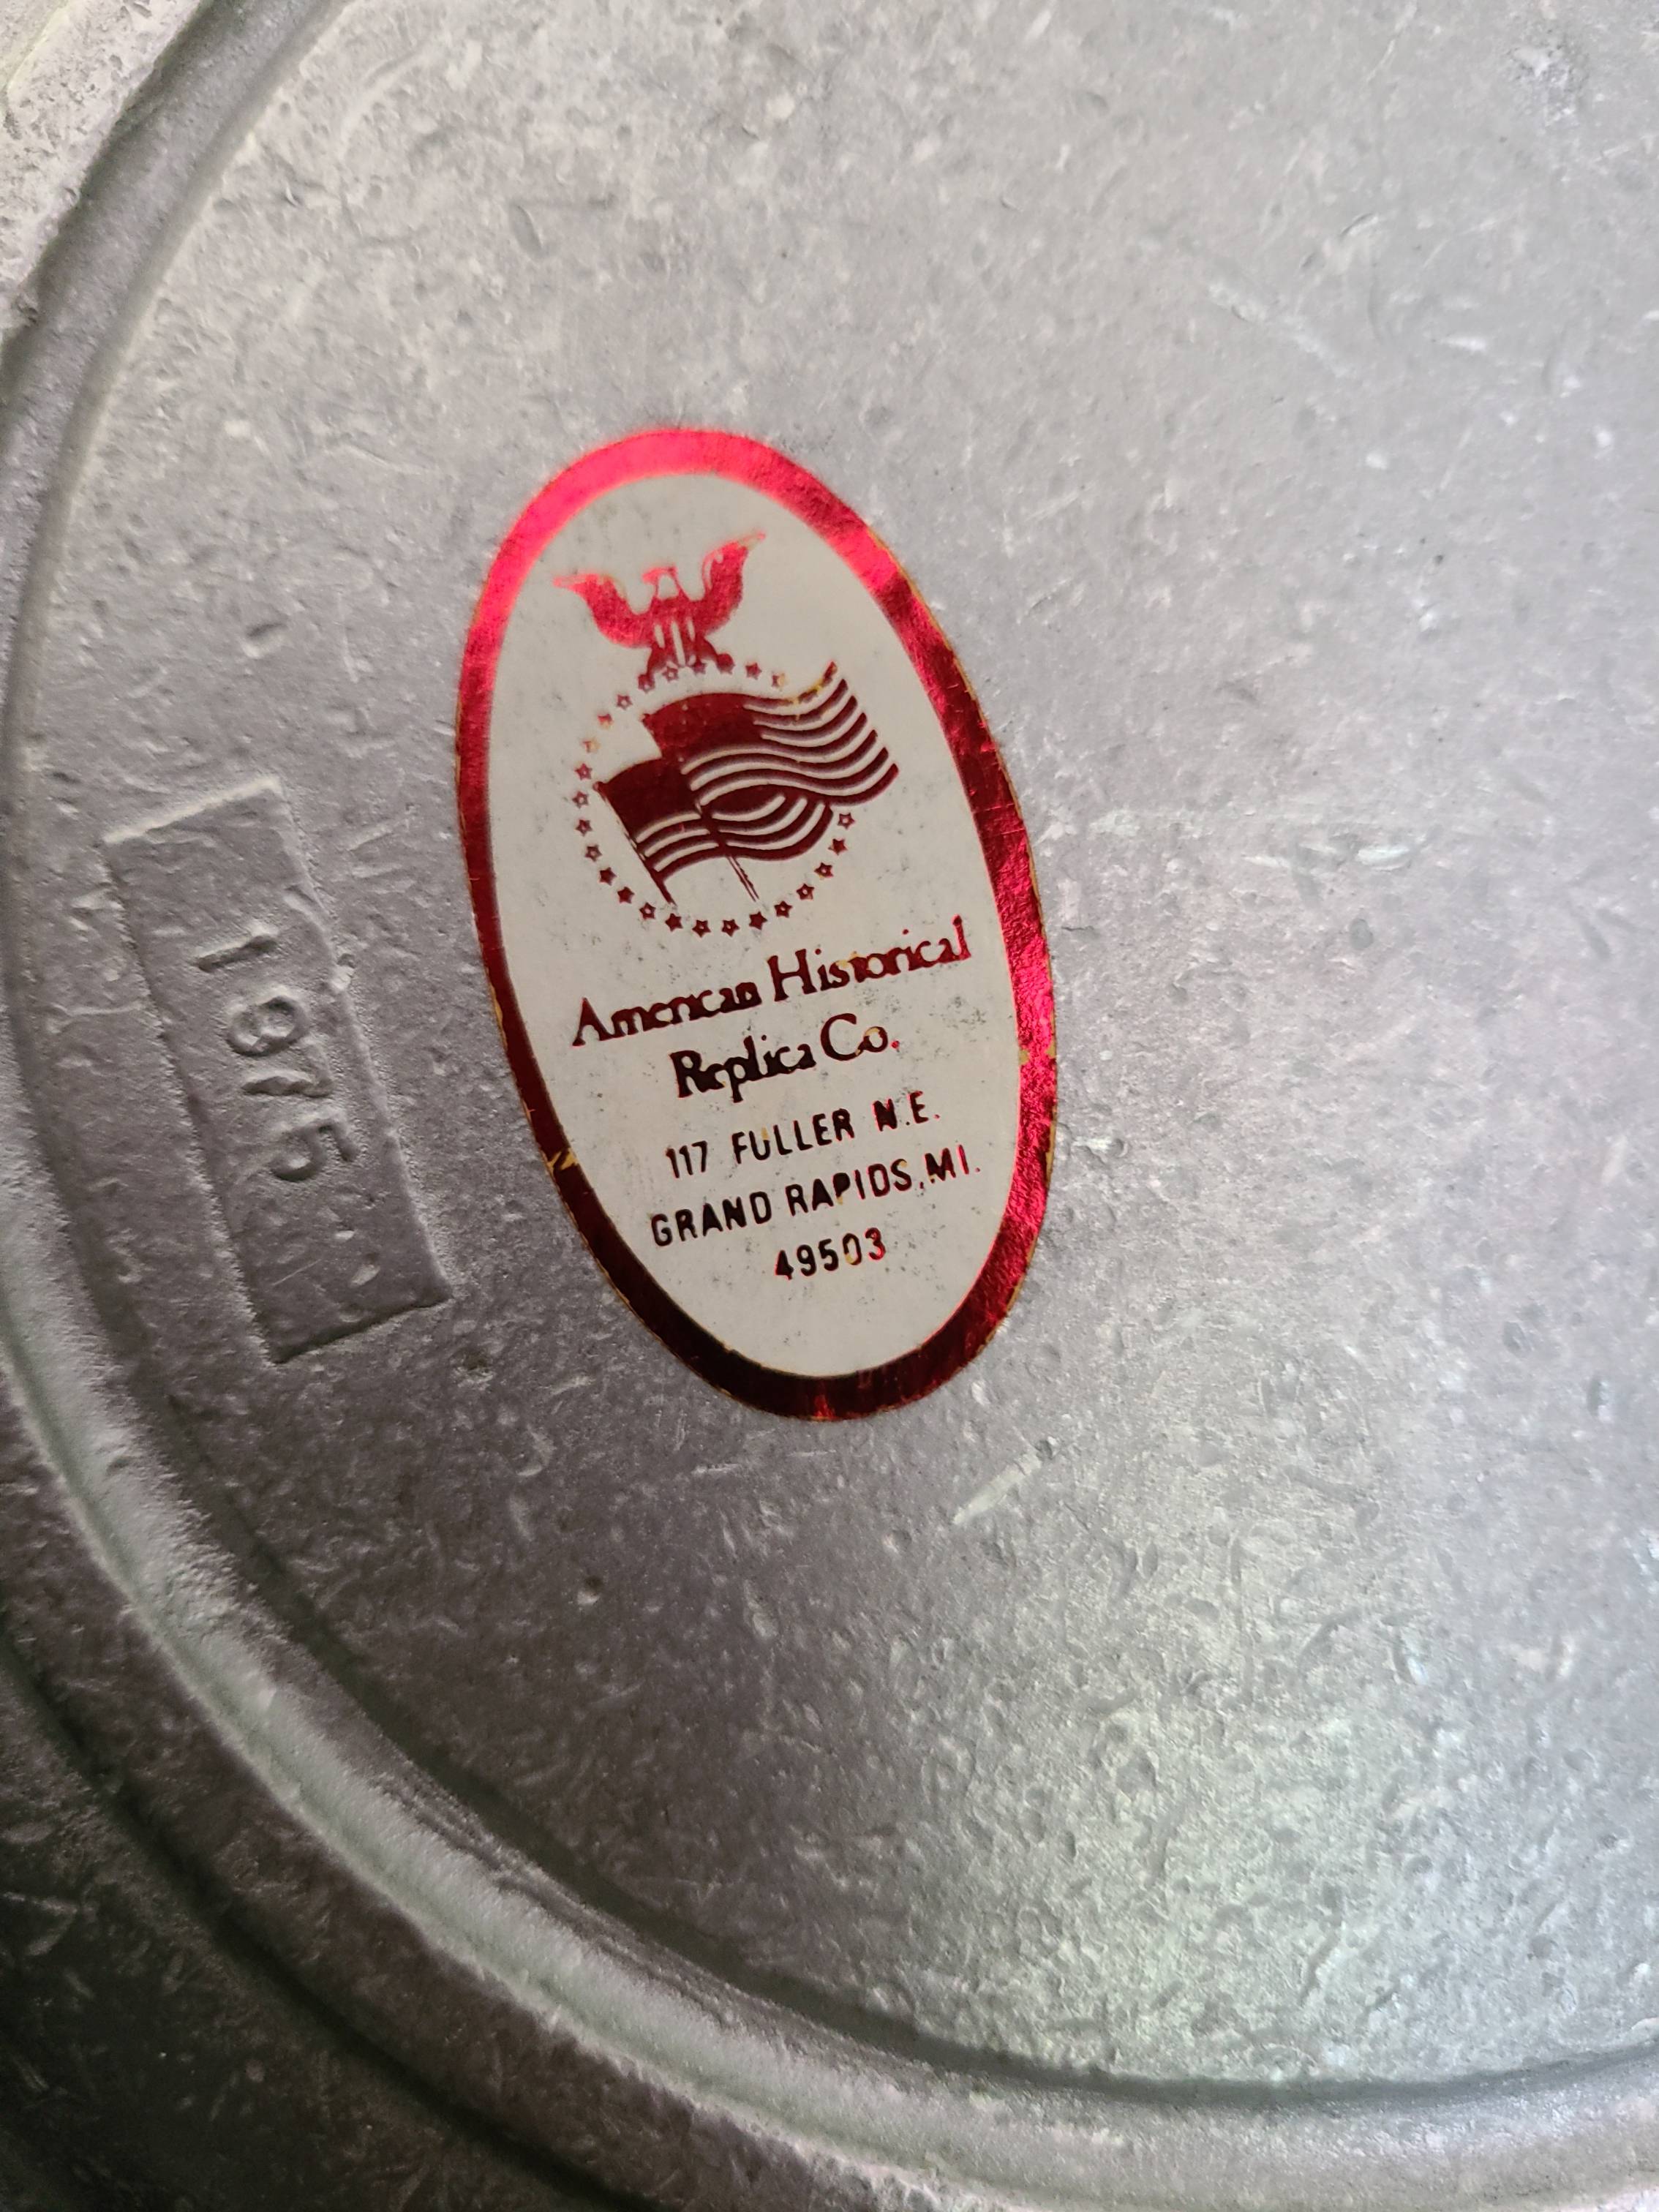 American Historical
Replica Co.
117 FULLER N.E.
GRAND RAPIDS, MI.
49503
1975